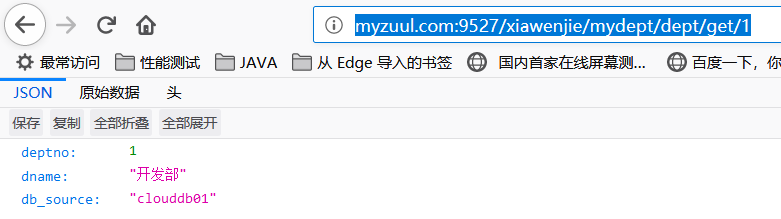 myzuul.com:9527/xiawenjie/mydept/dept/get/1
最常访问 性能测试 JAVA 从 Edge 导入的书签 国内首家在线屏幕测... 百度一下，你
JSON 原始数据 头
保存 复制 全部折叠 全部展开
deptno: 1
dname: "开发部"
db_source: "clouddb01"